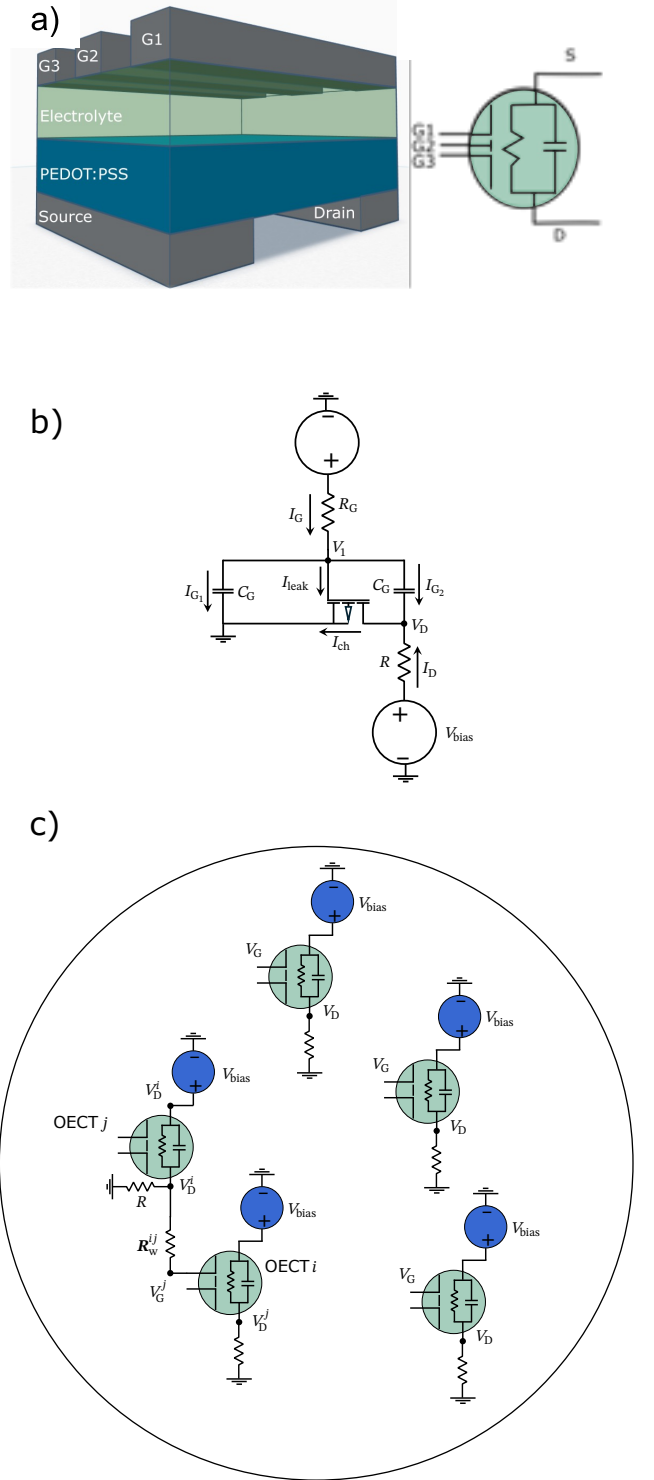 a)
G1
G2
G3
Electrolyte
PEDOT:PSS
Source
Drain
S
G1
G2
G3
D
b)
−
+
I_G
R_G
V_1
I_G₁
C_G
I_leak
C_G
I_G₂
I_ch
V_D
R
I_D
+
−
V_bias
c)
−
+
V_bias
V_G
V_D
−
+
V_bias
V_G
V_D
−
+
V_bias
V_D^i
OECT j
V_D^i
R
R_w^ij
−
+
V_bias
OECT i
V_G^j
V_D^j
−
+
V_bias
V_G
V_D